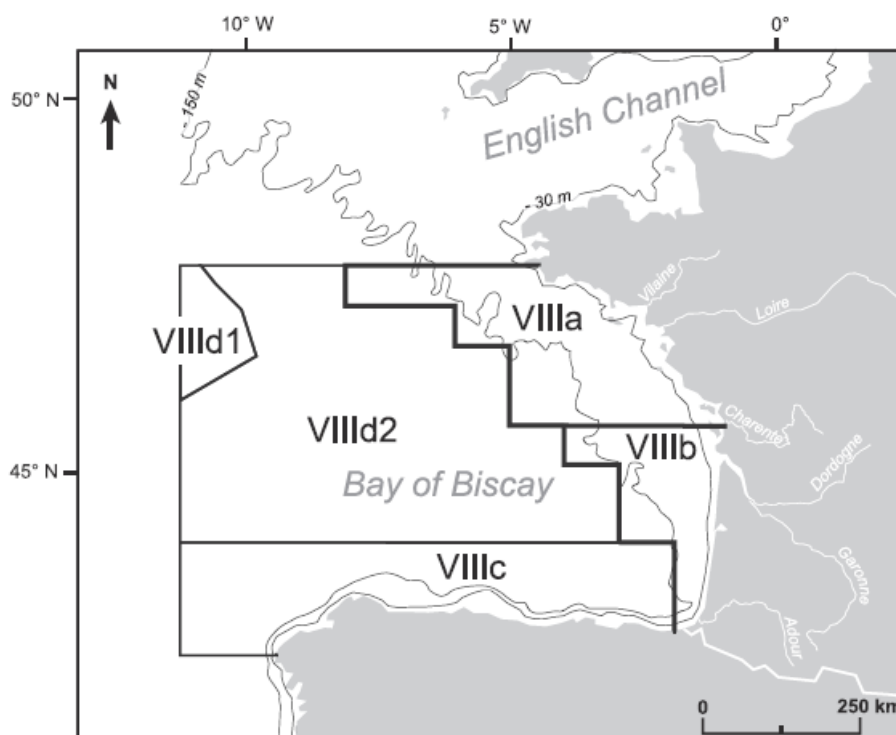 10° W
5° W
0°
N
50° N
- 150 m
English Channel
- 30 m
Vilaine
Loire
VIIIa
VIIId1
Charente
VIIId2
VIIIb
Dordogne
45° N
Bay of Biscay
Garonne
VIIIc
Adour
0
250 km